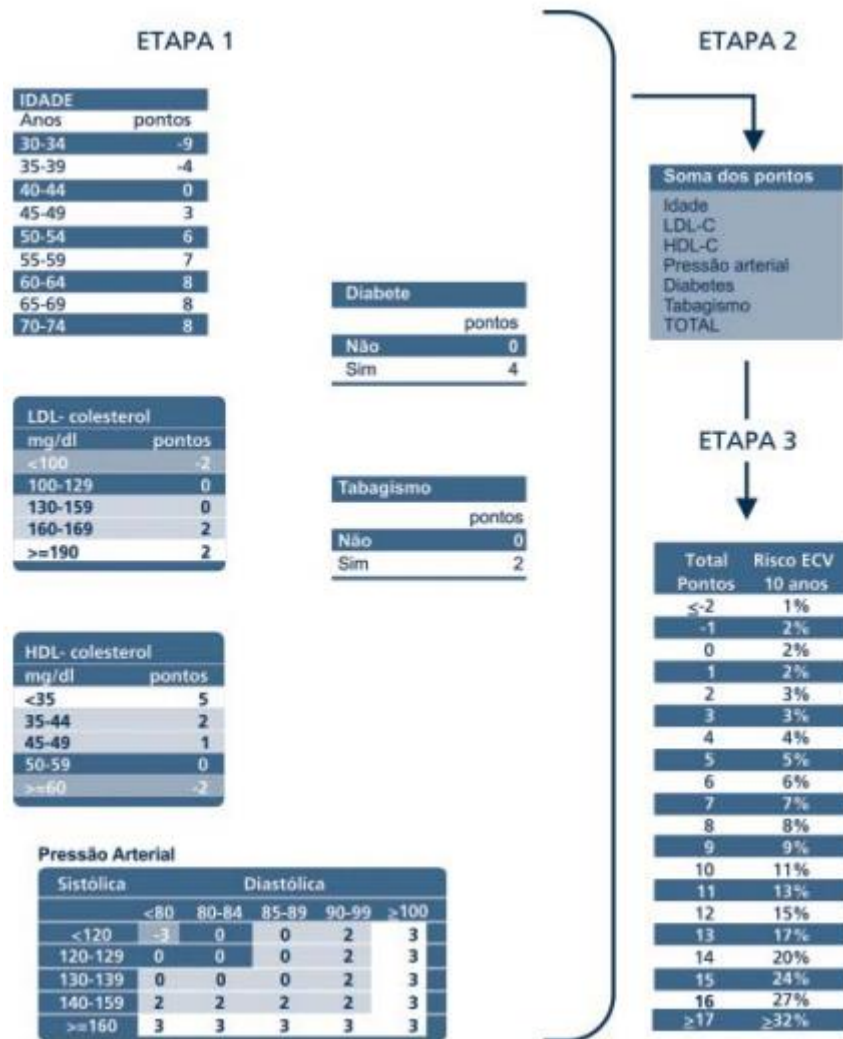 ETAPA 1
IDADE
Anos pontos
30-34 -9
35-39 -4
40-44 0
45-49 3
50-54 6
55-59 7
60-64 8
65-69 8
70-74 8
LDL- colesterol
mg/dl pontos
<100 -2
100-129 0
130-159 0
160-169 2
>=190 2
HDL- colesterol
mg/dl pontos
<35 5
35-44 2
45-49 1
50-59 0
>=60 -2
Diabete
pontos
Não 0
Sim 4
Tabagismo
pontos
Não 0
Sim 2
Pressão Arterial
Sistólica Diastólica
<80 80-84 85-89 90-99 ≥100
<120 -3 0 0 2 3
120-129 0 0 0 2 3
130-139 0 0 0 2 3
140-159 2 2 2 2 3
>=160 3 3 3 3 3
ETAPA 2
Soma dos pontos
Idade
LDL-C
HDL-C
Pressão arterial
Diabetes
Tabagismo
TOTAL
ETAPA 3
Total Risco ECV
Pontos 10 anos
≤-2 1%
-1 2%
0 2%
1 2%
2 3%
3 3%
4 4%
5 5%
6 6%
7 7%
8 8%
9 9%
10 11%
11 13%
12 15%
13 17%
14 20%
15 24%
16 27%
≥17 ≥32%